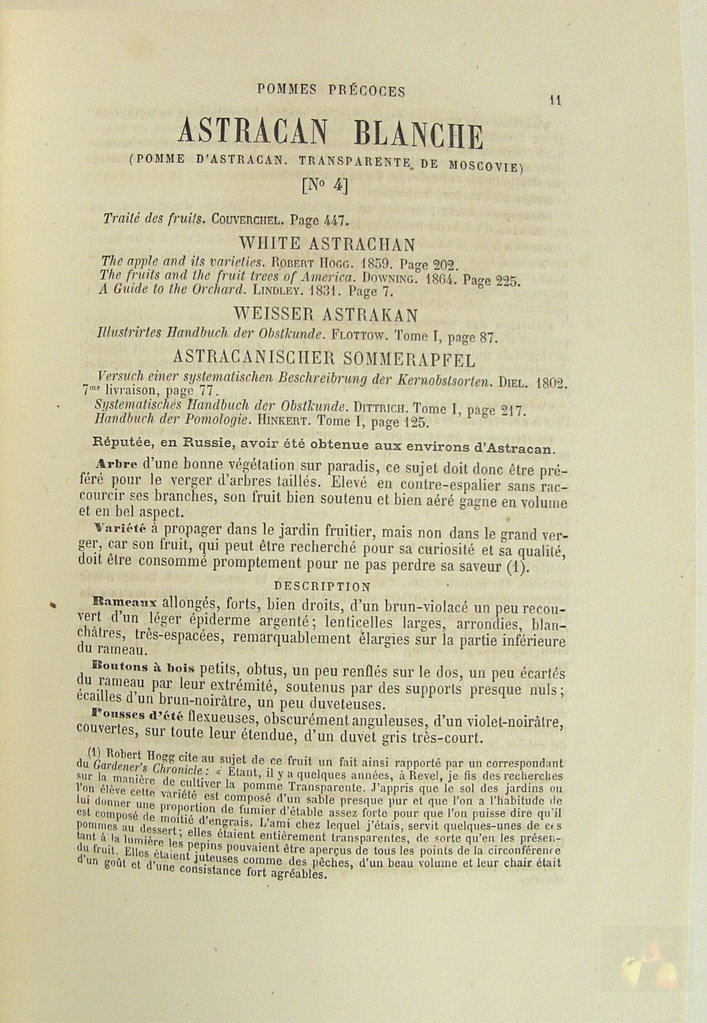 POMMES PRÉCOCES
11
ASTRACAN BLANCHE
(POMME D'ASTRACAN. TRANSPARENTE DE MOSCOVIE)
[No 4]
Traité des fruits. COUVERCHEL. Page 447.
WHITE ASTRACHAN
The apple and its varieties. ROBERT HOGG. 1859. Page 202.
The fruits and the fruit trees of America. DOWNING. 1864. Page 225.
A Guide to the Orchard. LINDLEY. 1831. Page 7.
WEISSER ASTRAKAN
Illustrirtes Handbuch der Obstkunde. FLOTTOW. Tome I, page 87.
ASTRACANISCHER SOMMERAPFEL
Versuch einer systematischen Beschreibrung der Kernobstsorten. DIEL. 1802.
7me livraison, page 77.
Systematisches Handbuch der Obstkunde. DITTRICH. Tome I, page 217.
Handbuch der Pomologie. HINKERT. Tome I, page 125.
Réputée, en Russie, avoir été obtenue aux environs d'Astracan.
Arbre d'une bonne végétation sur paradis, ce sujet doit donc être pré-
féré pour le verger d'arbres taillés. Elevé en contre-espalier sans rac-
courcir ses branches, son fruit bien soutenu et bien aéré gagne en volume
et en bel aspect.
Variété à propager dans le jardin fruitier, mais non dans le grand ver-
ger, car son fruit, qui peut être recherché pour sa curiosité et sa qualité,
doit être consommé promptement pour ne pas perdre sa saveur (1).
DESCRIPTION
Rameaux allongés, forts, bien droits, d'un brun-violacé un peu recou-
vert d'un léger épiderme argenté; lenticelles larges, arrondies, blan-
châtres, très-espacées, remarquablement élargies sur la partie inférieure
du rameau.
Boutons à bois petits, obtus, un peu renflés sur le dos, un peu écartés
du rameau par leur extrémité, soutenus par des supports presque nuls;
écailles d'un brun-noirâtre, un peu duveteuses.
Pousses d'été flexueuses, obscurément anguleuses, d'un violet-noirâtre,
couvertes, sur toute leur étendue, d'un duvet gris très-court.
(1) Robert Hogg cite au sujet de ce fruit un fait ainsi rapporté par un correspondant
du Gardener's Chronicle : « Etant, il y a quelques années, à Revel, je fis des recherches
sur la manière de cultiver la pomme Transparente. J'appris que le sol des jardins ou
l'on élève cette variété est composé d'un sable presque pur et que l'on a l'habitude de
lui donner une proportion de fumier d'étable assez forte pour que l'on puisse dire qu'il
est composé de moitié d'engrais. L'ami chez lequel j'étais, servit quelques-unes de ces
pommes au dessert; elles étaient entièrement transparentes, de sorte qu'en les présen-
tant à la lumière les pepins pouvaient être aperçus de tous les points de la circonférence
du fruit. Elles étaient juteuses comme des pêches, d'un beau volume et leur chair était
d'un goût et d'une consistance fort agréables.